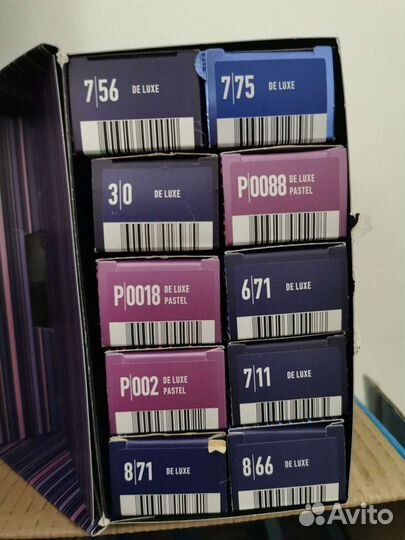 7|56 DE LUXE
7|75 DE LUXE
3|0 DE LUXE
P|0088 DE LUXE
PASTEL
P|0018 DE LUXE
PASTEL
6|71 DE LUXE
P|002 DE LUXE
PASTEL
7|11 DE LUXE
8|71 DE LUXE
8|66 DE LUXE
Avito